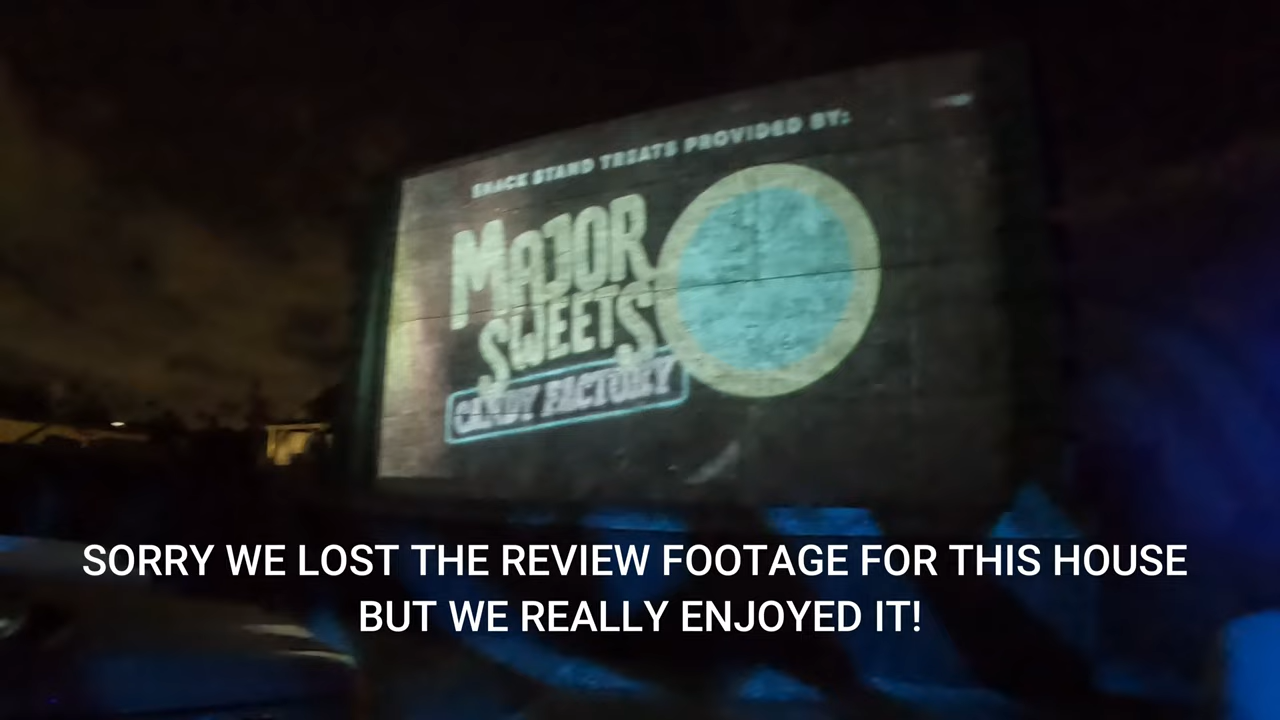 SNACK STAND TREATS PROVIDED BY:
MAJOR
SWEETS
CANDY FACTORY
SORRY WE LOST THE REVIEW FOOTAGE FOR THIS HOUSE
BUT WE REALLY ENJOYED IT!